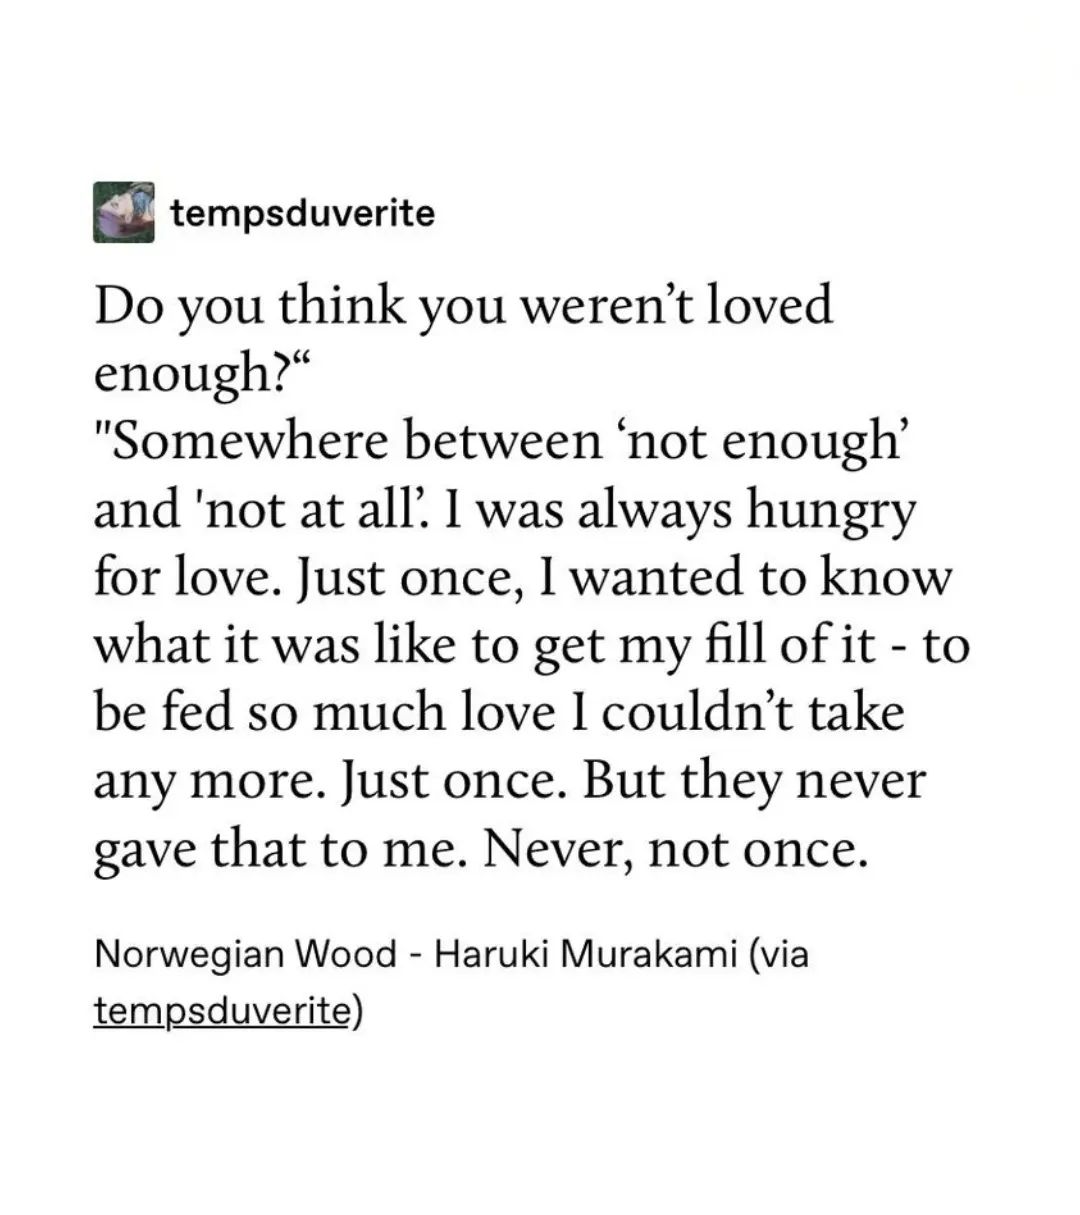 tempsduverite
Do you think you weren’t loved
enough?“
"Somewhere between ‘not enough’
and 'not at all’. I was always hungry
for love. Just once, I wanted to know
what it was like to get my fill of it - to
be fed so much love I couldn’t take
any more. Just once. But they never
gave that to me. Never, not once.
Norwegian Wood - Haruki Murakami (via
tempsduverite)